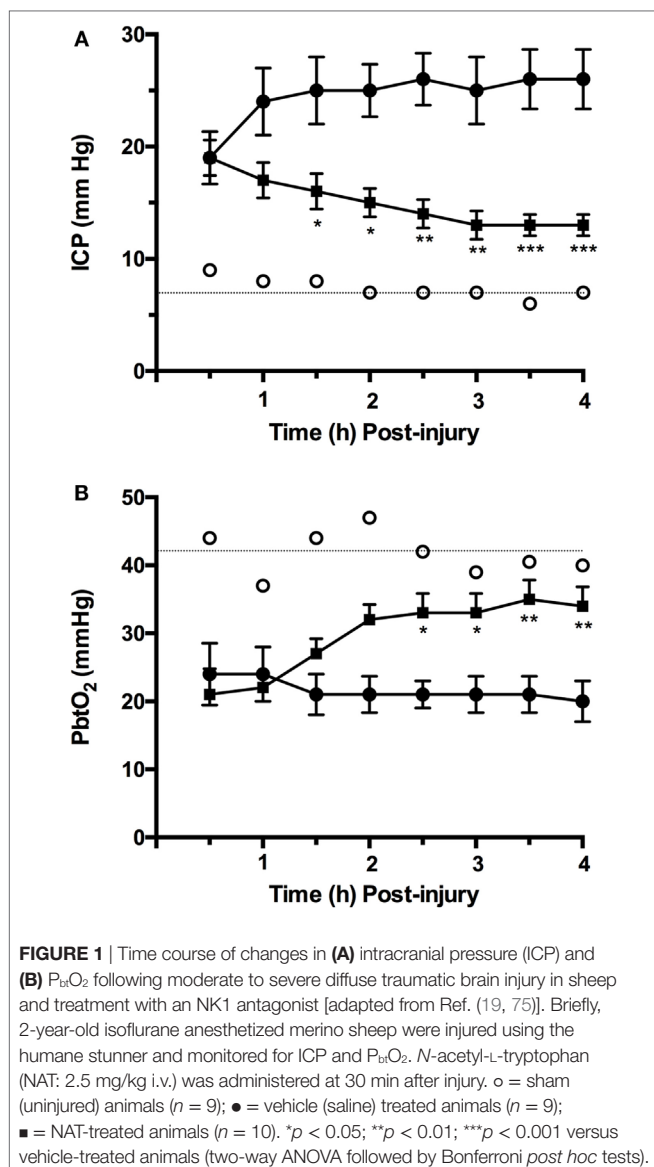 A
30
20
10
0
ICP (mm Hg)
* * ** ** *** ***
1 2 3 4
Time (h) Post-injury
B
50
40
30
20
10
0
PbtO₂ (mmHg)
* * ** **
1 2 3 4
Time (h) Post-injury
FIGURE 1 | Time course of changes in (A) intracranial pressure (ICP) and
(B) PbtO₂ following moderate to severe diffuse traumatic brain injury in sheep
and treatment with an NK1 antagonist [adapted from Ref. (19, 75)]. Briefly,
2-year-old isoflurane anesthetized merino sheep were injured using the
humane stunner and monitored for ICP and PbtO₂. N-acetyl-L-tryptophan
(NAT: 2.5 mg/kg i.v.) was administered at 30 min after injury. o = sham
(uninjured) animals (n = 9); ● = vehicle (saline) treated animals (n = 9);
■ = NAT-treated animals (n = 10). *p < 0.05; **p < 0.01; ***p < 0.001 versus
vehicle-treated animals (two-way ANOVA followed by Bonferroni post hoc tests).